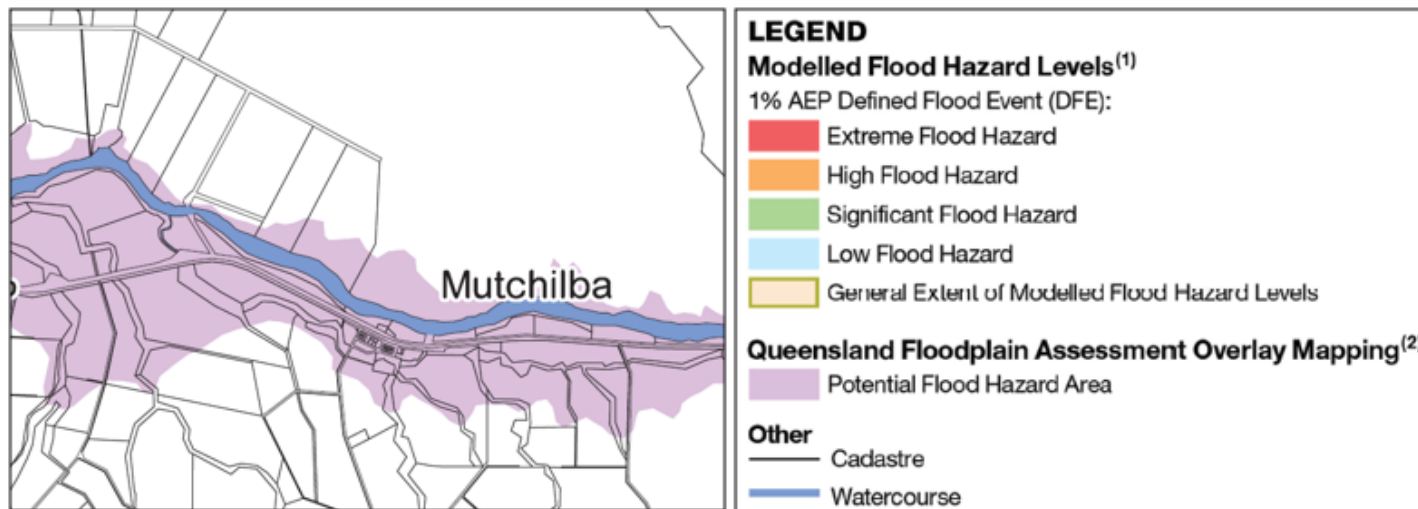 Mutchilba
LEGEND
Modelled Flood Hazard Levels(1)
1% AEP Defined Flood Event (DFE):
Extreme Flood Hazard
High Flood Hazard
Significant Flood Hazard
Low Flood Hazard
General Extent of Modelled Flood Hazard Levels
Queensland Floodplain Assessment Overlay Mapping(2)
Potential Flood Hazard Area
Other
Cadastre
Watercourse